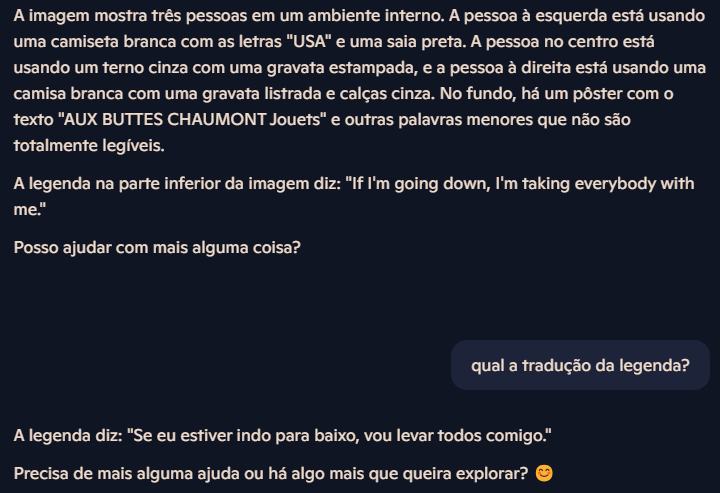 A imagem mostra três pessoas em um ambiente interno. A pessoa à esquerda está usando
uma camiseta branca com as letras "USA" e uma saia preta. A pessoa no centro está
usando um terno cinza com uma gravata estampada, e a pessoa à direita está usando uma
camisa branca com uma gravata listrada e calças cinza. No fundo, há um pôster com o
texto "AUX BUTTES CHAUMONT Jouets" e outras palavras menores que não são
totalmente legíveis.
A legenda na parte inferior da imagem diz: "If I'm going down, I'm taking everybody with
me."
Posso ajudar com mais alguma coisa?
qual a tradução da legenda?
A legenda diz: "Se eu estiver indo para baixo, vou levar todos comigo."
Precisa de mais alguma ajuda ou há algo mais que queira explorar? 😊